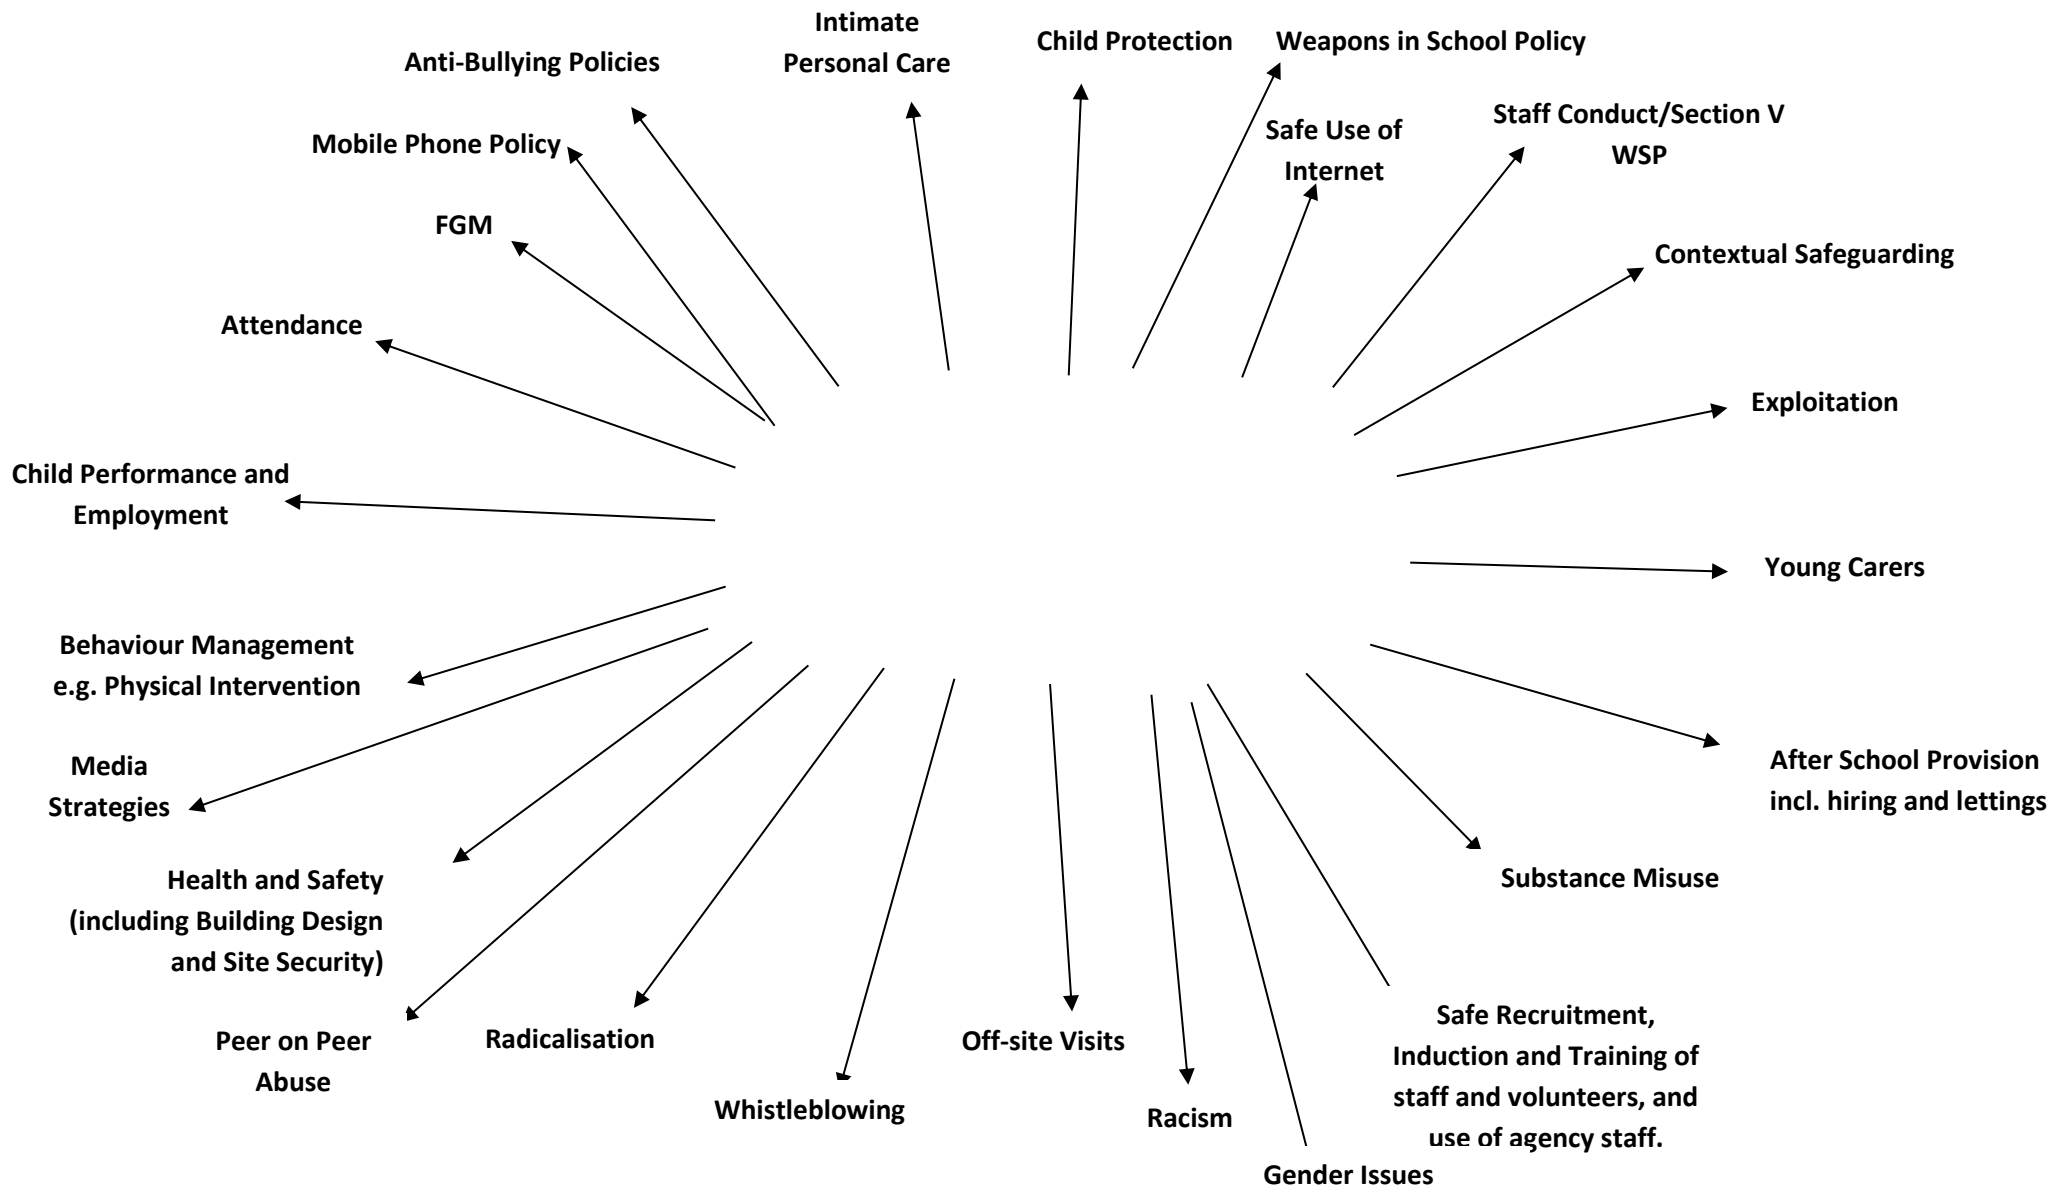 Intimate
Personal Care
Child Protection
Weapons in School Policy
Anti-Bullying Policies
Staff Conduct/Section V
WSP
Safe Use of
Internet
Mobile Phone Policy
FGM
Contextual Safeguarding
Attendance
Exploitation
Child Performance and
Employment
Young Carers
Behaviour Management
e.g. Physical Intervention
Media
Strategies
After School Provision
incl. hiring and lettings
Health and Safety
(including Building Design
and Site Security)
Substance Misuse
Peer on Peer
Abuse
Radicalisation
Whistleblowing
Off-site Visits
Racism
Safe Recruitment,
Induction and Training of
staff and volunteers, and
use of agency staff.
Gender Issues